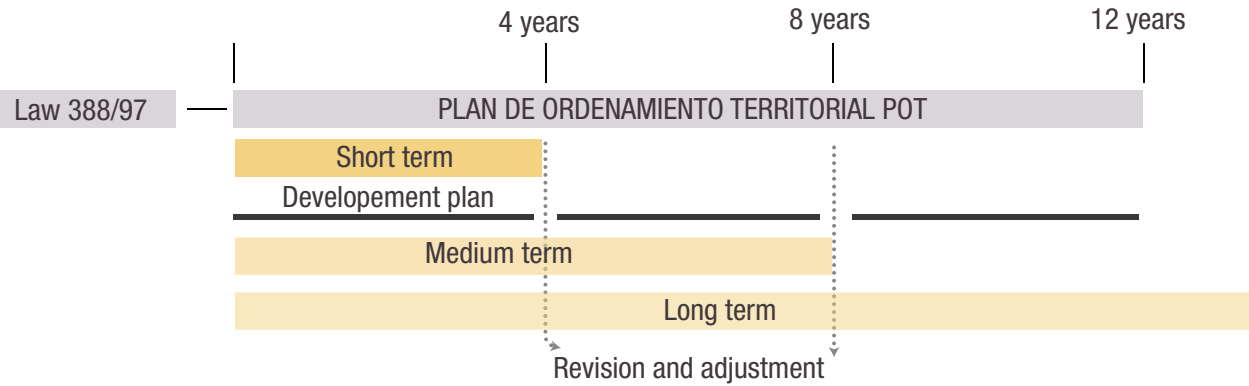 4 years
8 years
12 years
Law 388/97
PLAN DE ORDENAMIENTO TERRITORIAL POT
Short term
Developement plan
Medium term
Long term
Revision and adjustment